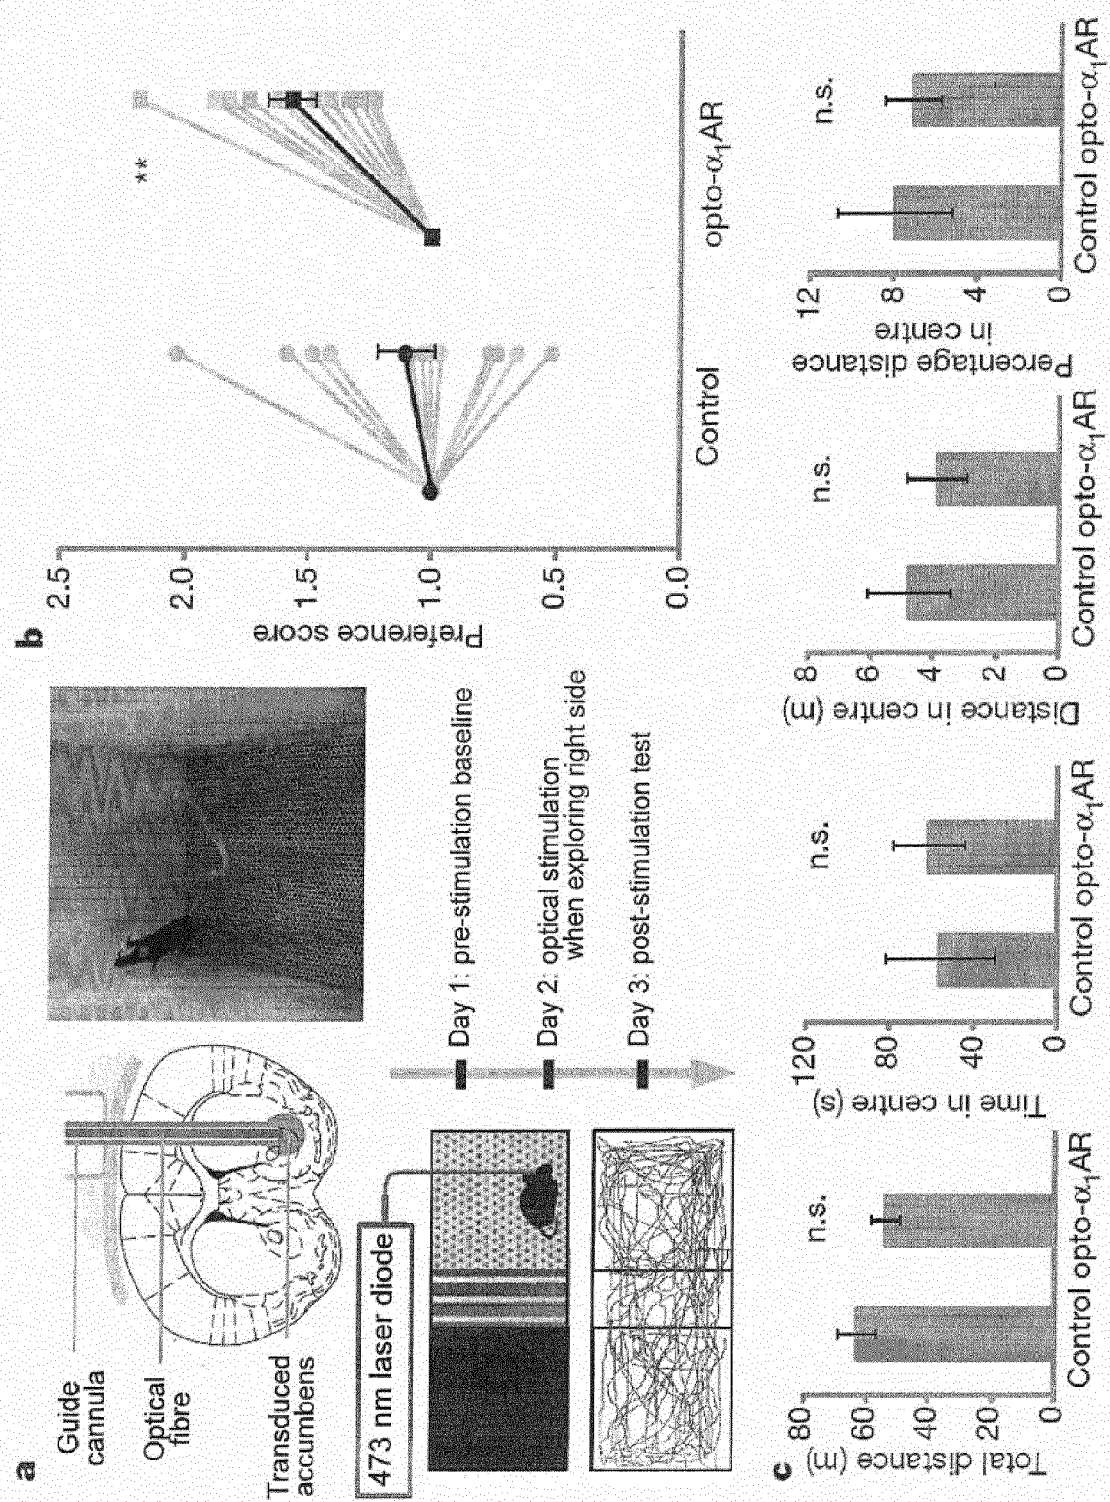 a
Guide
cannula
Optical
fibre
Transduced
accumbens
473 nm laser diode
Day 1: pre-stimulation baseline
Day 2: optical stimulation
when exploring right side
Day 3: post-stimulation test
b
Preference score
2.5
2.0
1.5
1.0
0.5
0.0
**
Control
opto-α₁AR
c
Total distance (m)
80
60
40
20
0
n.s.
Control opto-α₁AR
Time in centre (s)
120
80
40
0
n.s.
Control opto-α₁AR
Distance in centre (m)
8
6
4
2
0
n.s.
Control opto-α₁AR
Percentage distance
in centre
12
8
4
0
n.s.
Control opto-α₁AR